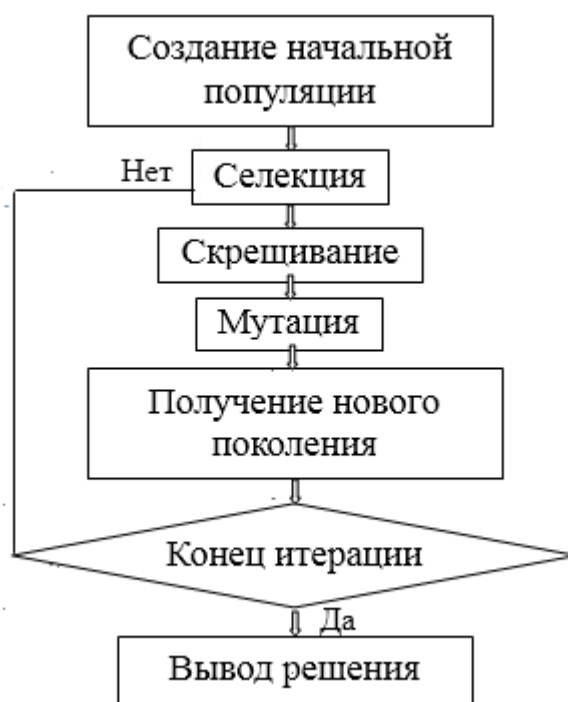 Создание начальной
популяции
Нет
Селекция
Скрещивание
Мутация
Получение нового
поколения
Конец итерации
Да
Вывод решения